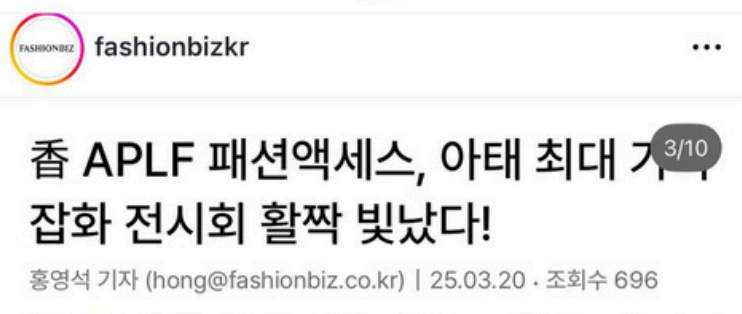 FASHIONBIZ
fashionbizkr
香 APLF 패션액세스, 아태 최대
3/10
잡화 전시회 활짝 빛났다!
홍영석 기자 (hong@fashionbiz.co.kr) | 25.03.20 · 조회수 696